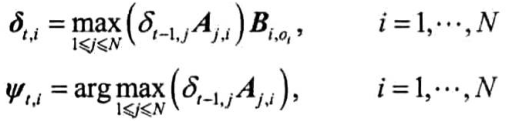 δ_{t,i} = max_{1⩽j⩽N} (δ_{t−1,j} A_{j,i}) B_{i,o_t}, i = 1, ⋯, N
ψ_{t,i} = arg max_{1⩽j⩽N} (δ_{t−1,j} A_{j,i}), i = 1, ⋯, N